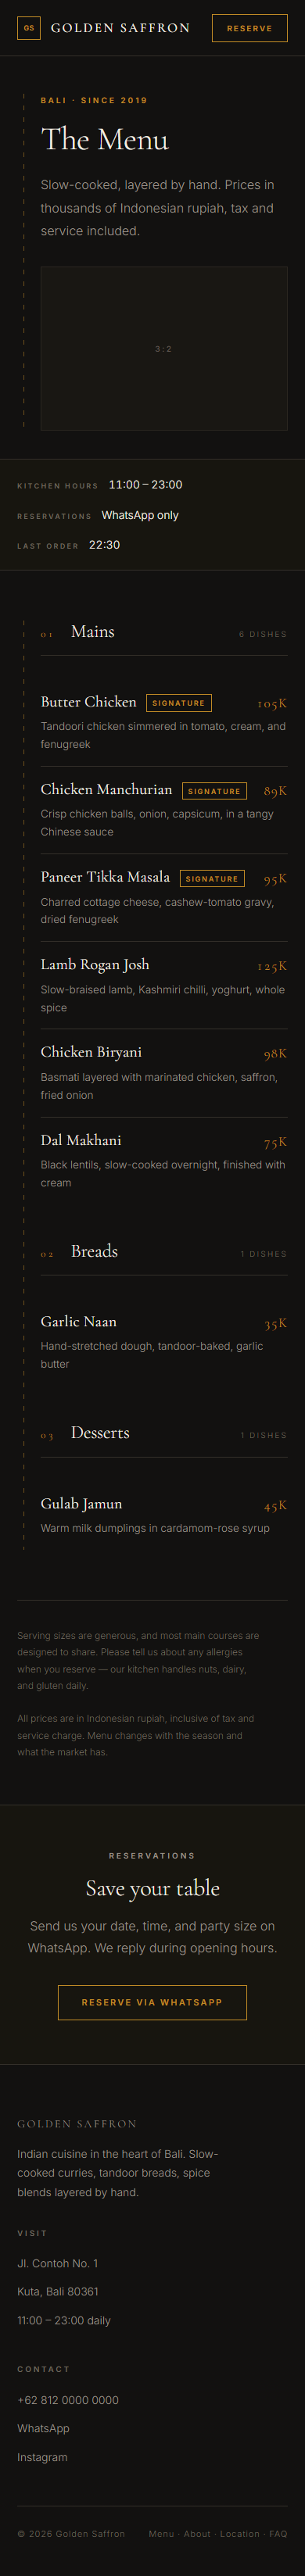 GS GOLDEN SAFFRON RESERVE
BALI · SINCE 2019
The Menu
Slow-cooked, layered by hand. Prices in
thousands of Indonesian rupiah, tax and
service included.
3:2
KITCHEN HOURS 11:00 – 23:00
RESERVATIONS WhatsApp only
LAST ORDER 22:30
01 Mains 6 DISHES
Butter Chicken SIGNATURE 105K
Tandoori chicken simmered in tomato, cream, and
fenugreek
Chicken Manchurian SIGNATURE 89K
Crisp chicken balls, onion, capsicum, in a tangy
Chinese sauce
Paneer Tikka Masala SIGNATURE 95K
Charred cottage cheese, cashew-tomato gravy,
dried fenugreek
Lamb Rogan Josh 125K
Slow-braised lamb, Kashmiri chilli, yoghurt, whole
spice
Chicken Biryani 98K
Basmati layered with marinated chicken, saffron,
fried onion
Dal Makhani 75K
Black lentils, slow-cooked overnight, finished with
cream
02 Breads 1 DISHES
Garlic Naan 35K
Hand-stretched dough, tandoor-baked, garlic
butter
03 Desserts 1 DISHES
Gulab Jamun 45K
Warm milk dumplings in cardamom-rose syrup
Serving sizes are generous, and most main courses are
designed to share. Please tell us about any allergies
when you reserve — our kitchen handles nuts, dairy,
and gluten daily.
All prices are in Indonesian rupiah, inclusive of tax and
service charge. Menu changes with the season and
what the market has.
RESERVATIONS
Save your table
Send us your date, time, and party size on
WhatsApp. We reply during opening hours.
RESERVE VIA WHATSAPP
GOLDEN SAFFRON
Indian cuisine in the heart of Bali. Slow-
cooked curries, tandoor breads, spice
blends layered by hand.
VISIT
Jl. Contoh No. 1
Kuta, Bali 80361
11:00 – 23:00 daily
CONTACT
+62 812 0000 0000
WhatsApp
Instagram
© 2026 Golden Saffron Menu · About · Location · FAQ